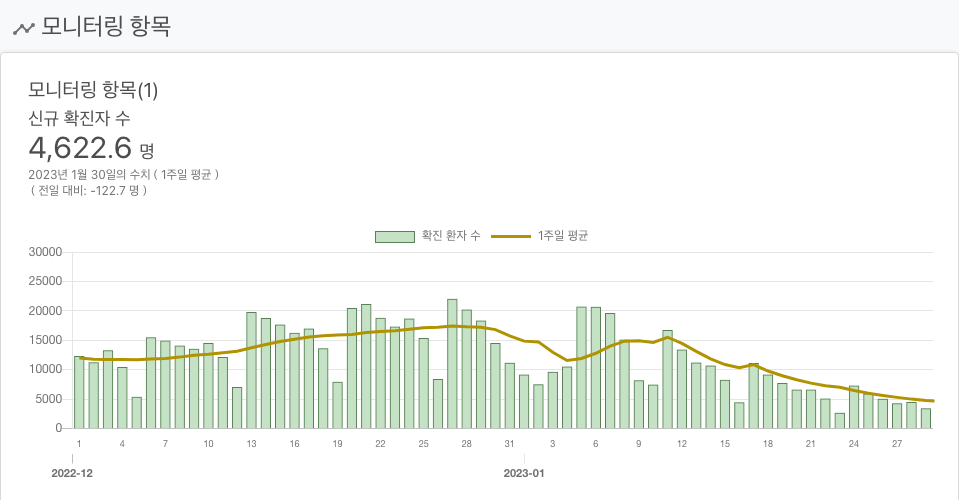 모니터링 항목
모니터링 항목(1)
신규 확진자 수
4,622.6 명
2023년 1월 30일의 수치 ( 1주일 평균 )
( 전일 대비: -122.7 명 )
확진 환자 수 1주일 평균
30000
25000
20000
15000
10000
5000
0
1 4 7 10 13 16 19 22 25 28 31 3 6 9 12 15 18 21 24 27
2022-12 2023-01